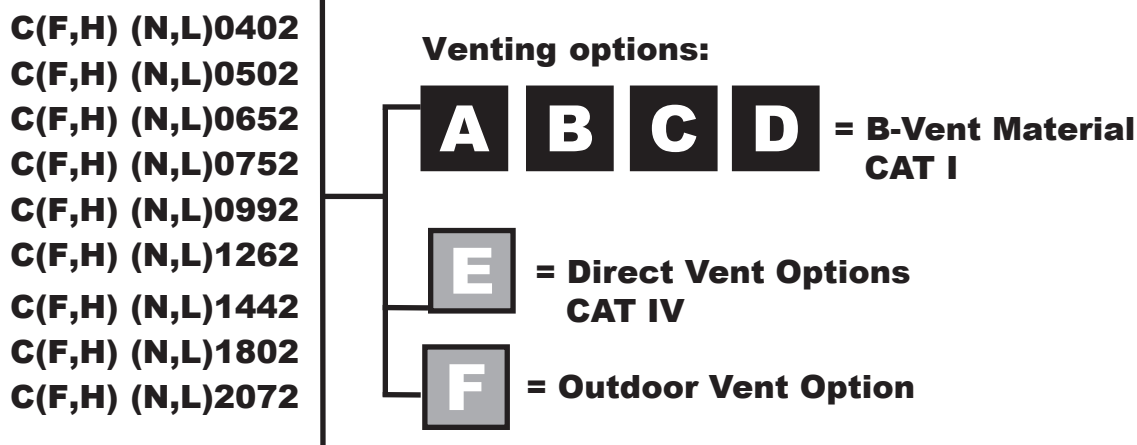 C(F,H) (N,L)0402
C(F,H) (N,L)0502
C(F,H) (N,L)0652
C(F,H) (N,L)0752
C(F,H) (N,L)0992
C(F,H) (N,L)1262
C(F,H) (N,L)1442
C(F,H) (N,L)1802
C(F,H) (N,L)2072
Venting options:
A B C D = B-Vent Material
CAT I
E = Direct Vent Options
CAT IV
F = Outdoor Vent Option